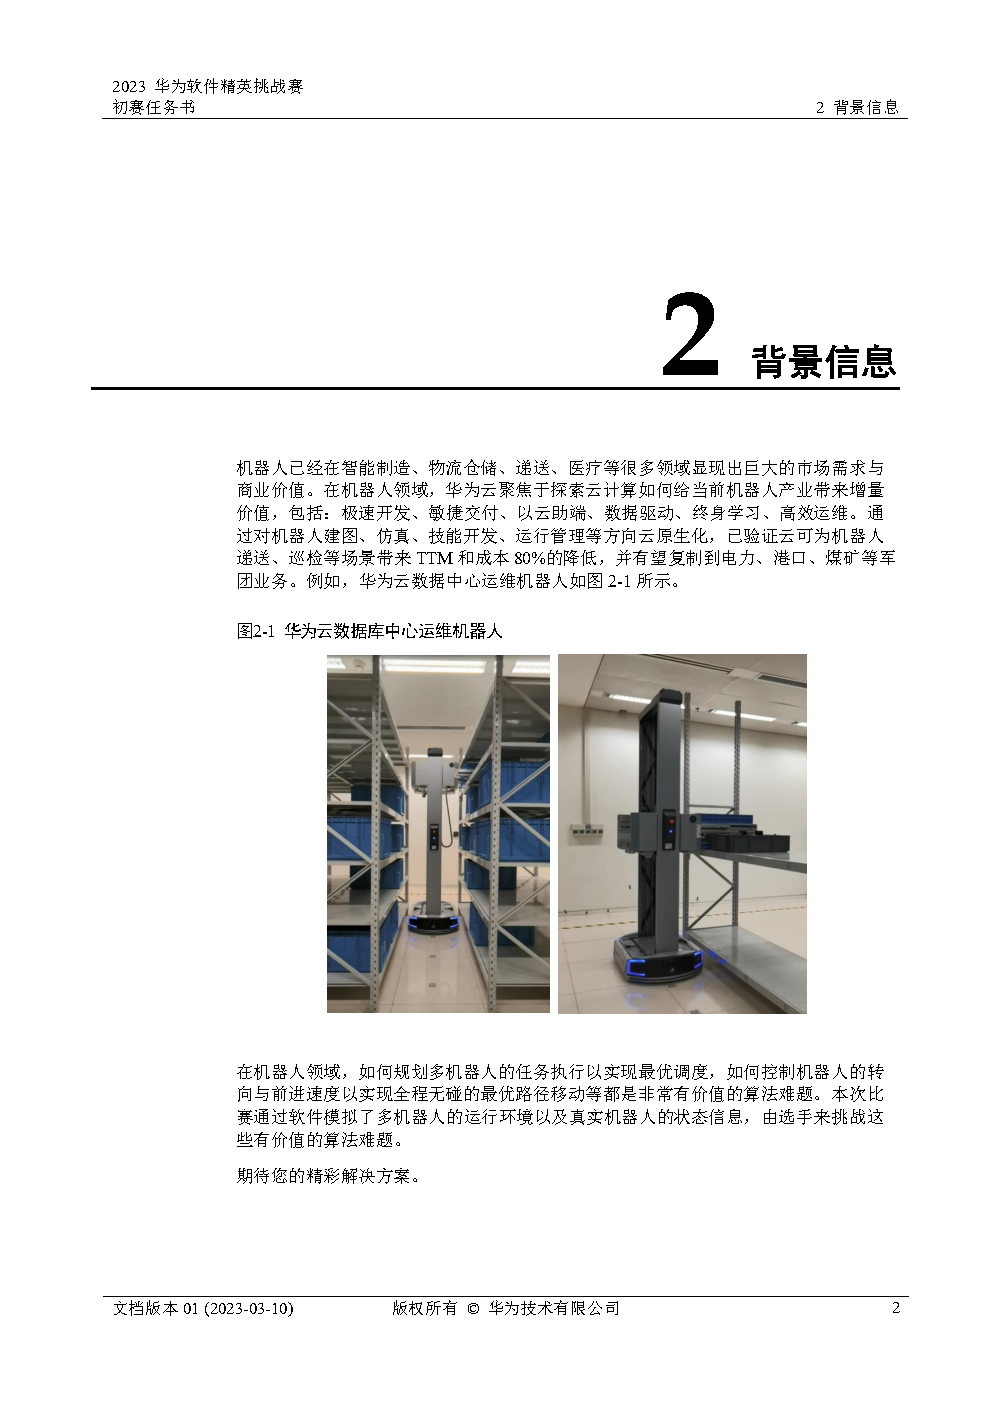 2023 华为软件精英挑战赛
初赛任务书
2 背景信息
2 背景信息
机器人已经在智能制造、物流仓储、递送、医疗等很多领域显现出巨大的市场需求与
商业价值。在机器人领域，华为云聚焦于探索云计算如何给当前机器人产业带来增量
价值，包括：极速开发、敏捷交付、以云助端、数据驱动、终身学习、高效运维。通
过对机器人建图、仿真、技能开发、运行管理等方向云原生化，已验证云可为机器人
递送、巡检等场景带来 TTM 和成本 80%的降低，并有望复制到电力、港口、煤矿等军
团业务。例如，华为云数据中心运维机器人如图 2-1 所示。
图2-1 华为云数据库中心运维机器人
在机器人领域，如何规划多机器人的任务执行以实现最优调度，如何控制机器人的转
向与前进速度以实现全程无碰的最优路径移动等都是非常有价值的算法难题。本次比
赛通过软件模拟了多机器人的运行环境以及真实机器人的状态信息，由选手来挑战这
些有价值的算法难题。
期待您的精彩解决方案。
文档版本 01 (2023-03-10)
版权所有 © 华为技术有限公司
2